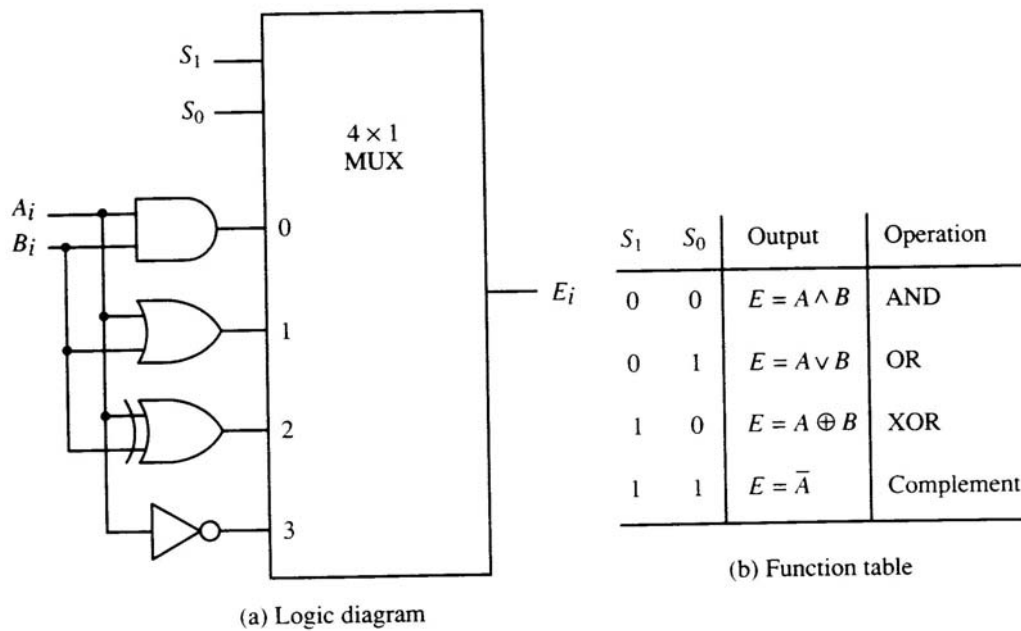 S₁
S₀
4 × 1
MUX
Aᵢ
Bᵢ
0
1
2
3
Eᵢ
(a) Logic diagram
S₁ S₀ Output Operation
0 0 E = A ∧ B AND
0 1 E = A ∨ B OR
1 0 E = A ⊕ B XOR
1 1 E = A̅ Complement
(b) Function table